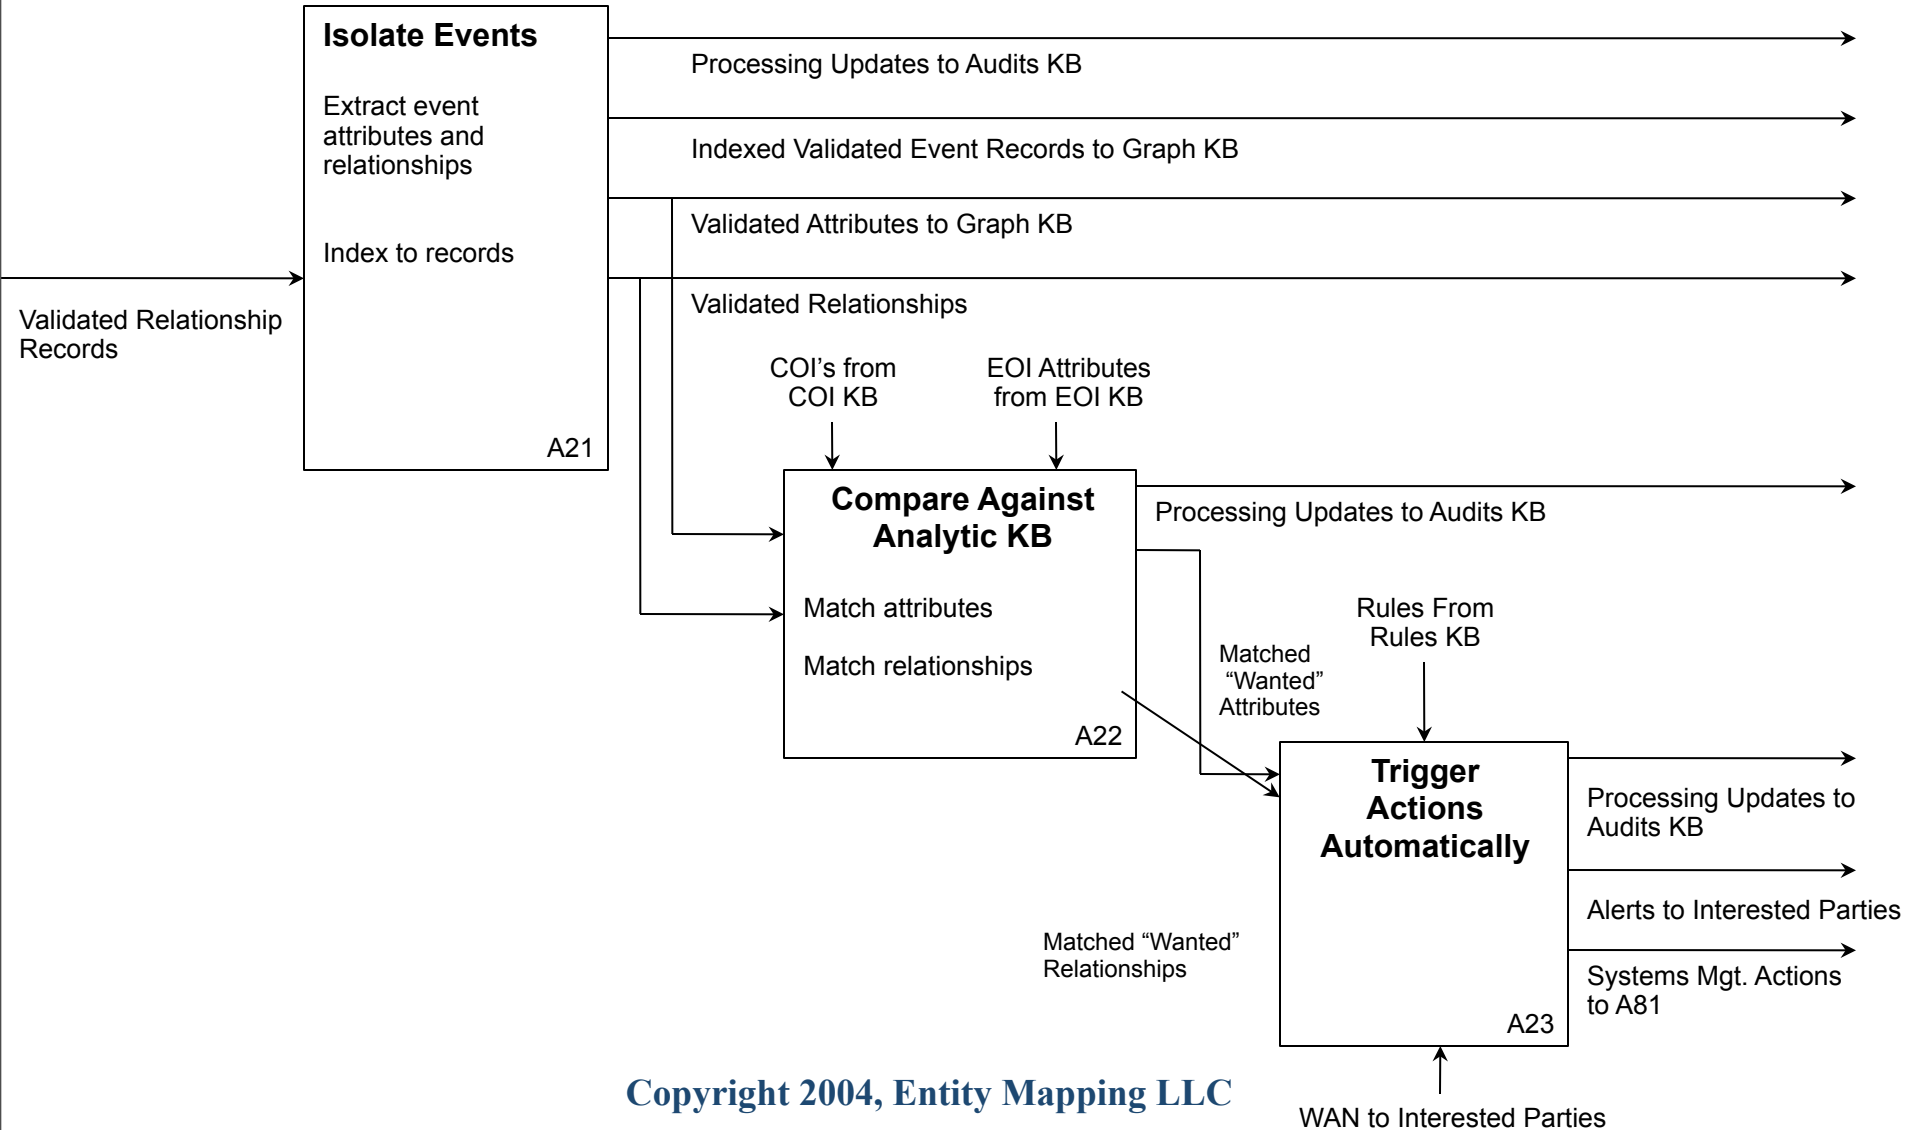 Isolate Events
Extract event
attributes and
relationships
Index to records
A21
Validated Relationship
Records
Processing Updates to Audits KB
Indexed Validated Event Records to Graph KB
Validated Attributes to Graph KB
Validated Relationships
COI’s from
COI KB
EOI Attributes
from EOI KB
Compare Against
Analytic KB
Match attributes
Match relationships
A22
Processing Updates to Audits KB
Matched
“Wanted”
Attributes
Rules From
Rules KB
Trigger
Actions
Automatically
A23
Matched “Wanted”
Relationships
Processing Updates to
Audits KB
Alerts to Interested Parties
Systems Mgt. Actions
to A81
WAN to Interested Parties
Copyright 2004, Entity Mapping LLC